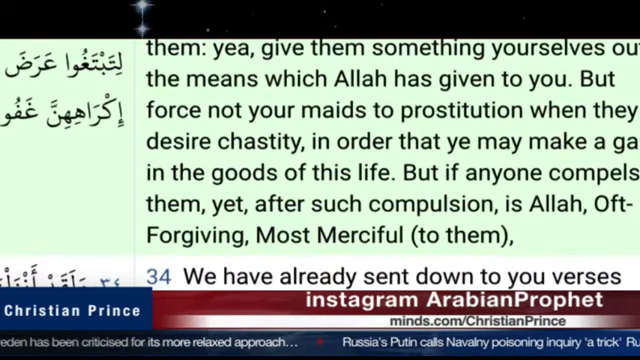 them: yea, give them something yourselves out
لِّتَبْتَغُوا عَرَضَ
the means which Allah has given to you. But
إِكْرَاهِهِنَّ غَفُو
force not your maids to prostitution when they
desire chastity, in order that ye may make a ga
in the goods of this life. But if anyone compels
them, yet, after such compulsion, is Allah, Oft-
Forgiving, Most Merciful (to them),
34 We have already sent down to you verses
٣٤ وَلَقَدْ أَنْزَلْ
Christian Prince
instagram ArabianProphet
minds.com/ChristianPrince
eden has been criticised for its more relaxed approach…
Russia's Putin calls Navalny poisoning inquiry 'a trick' Ru